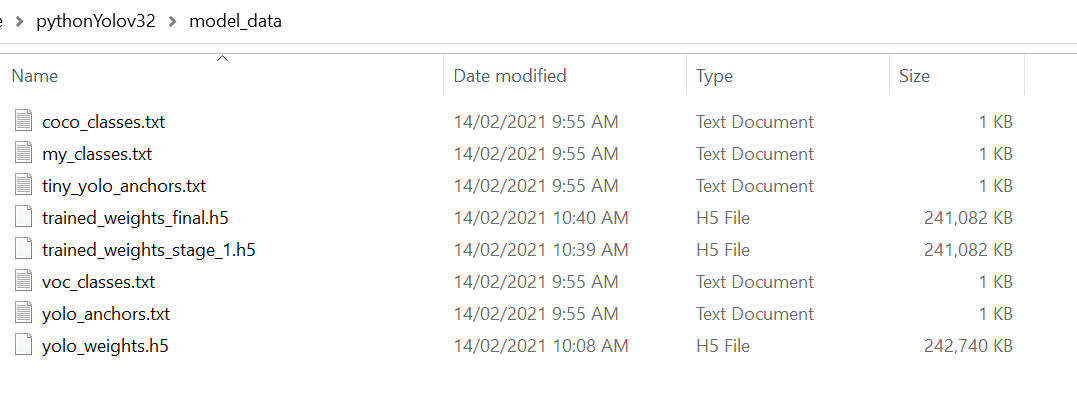 e > pythonYolov32 > model_data
Name Date modified Type Size
coco_classes.txt 14/02/2021 9:55 AM Text Document 1 KB
my_classes.txt 14/02/2021 9:55 AM Text Document 1 KB
tiny_yolo_anchors.txt 14/02/2021 9:55 AM Text Document 1 KB
trained_weights_final.h5 14/02/2021 10:40 AM H5 File 241,082 KB
trained_weights_stage_1.h5 14/02/2021 10:39 AM H5 File 241,082 KB
voc_classes.txt 14/02/2021 9:55 AM Text Document 1 KB
yolo_anchors.txt 14/02/2021 9:55 AM Text Document 1 KB
yolo_weights.h5 14/02/2021 10:08 AM H5 File 242,740 KB